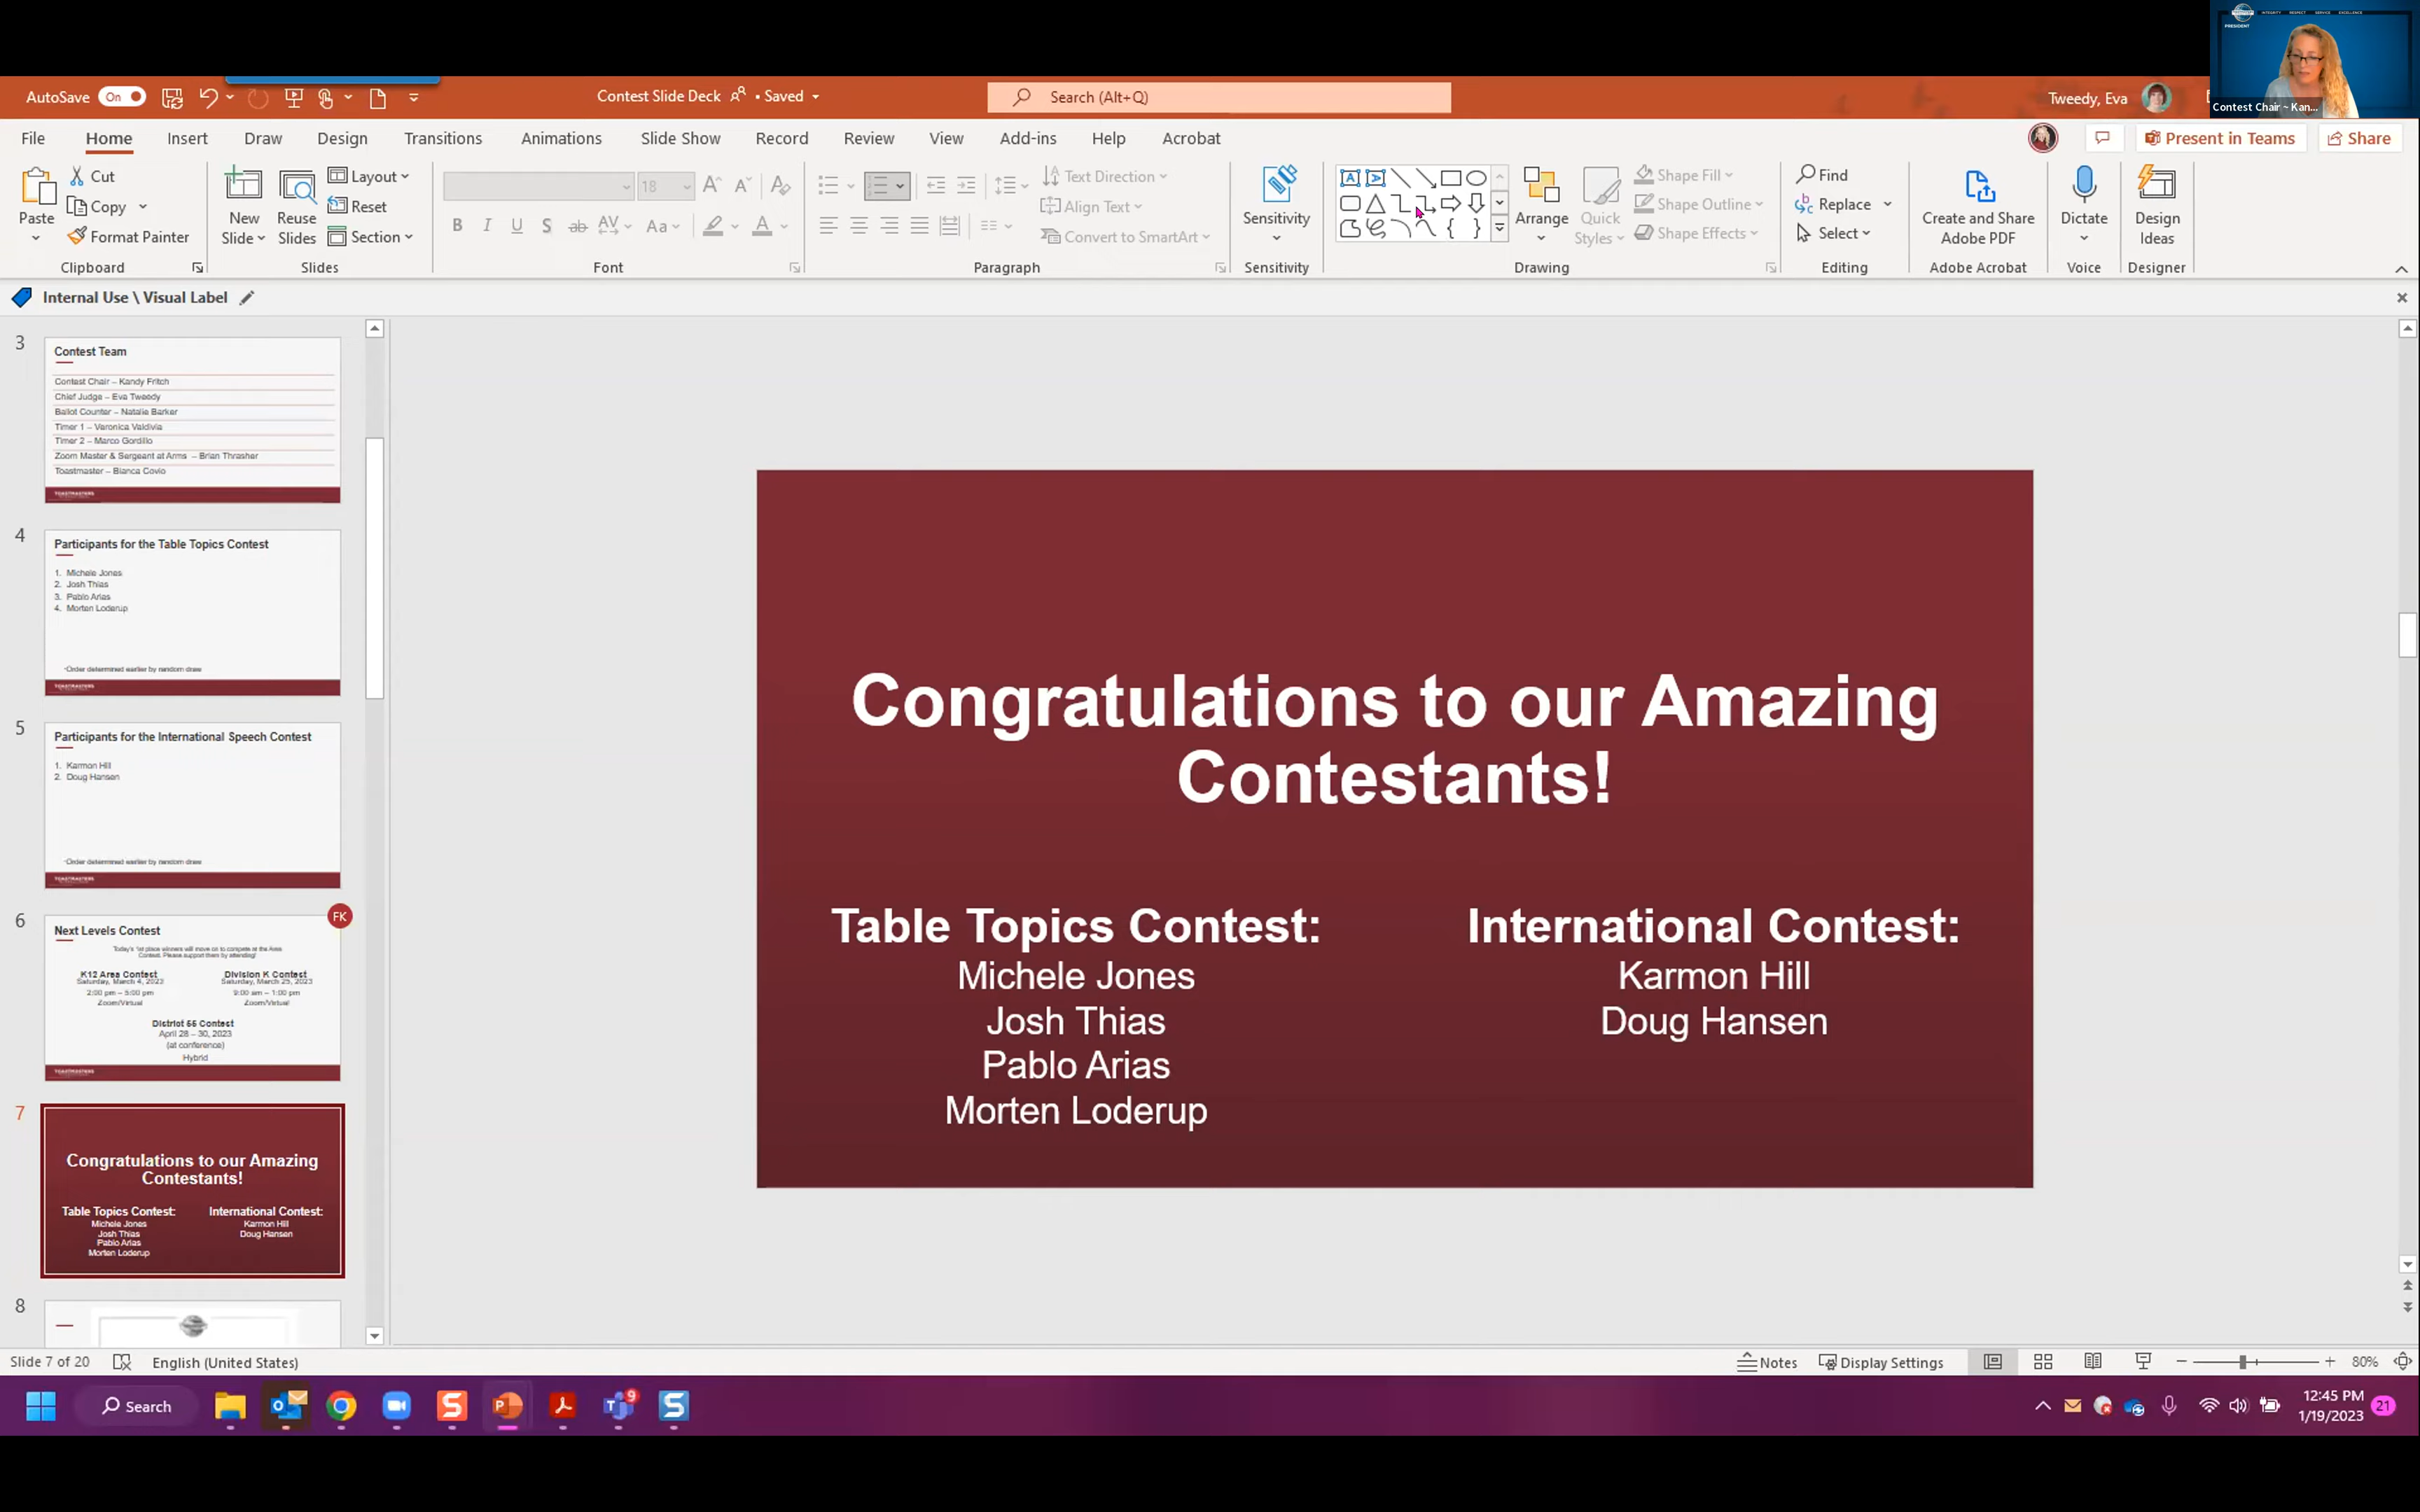 INTEGRITY RESPECT SERVICE EXCELLENCE
PRESIDENT
Contest Chair ~ Kan...
AutoSave On
Contest Slide Deck • Saved
Search (Alt+Q)
Tweedy, Eva
File Home Insert Draw Design Transitions Animations Slide Show Record Review View Add-ins Help Acrobat
Present in Teams
Share
Paste
Cut
Copy
Format Painter
Clipboard
New Slide
Reuse Slides
Layout
Reset
Section
Slides
18
Font
Text Direction
Align Text
Convert to SmartArt
Paragraph
Sensitivity
Sensitivity
Arrange
Quick Styles
Shape Fill
Shape Outline
Shape Effects
Drawing
Find
Replace
Select
Editing
Create and Share Adobe PDF
Adobe Acrobat
Dictate
Voice
Design Ideas
Designer
Internal Use \ Visual Label
3
Contest Team
Contest Chair – Kandy Fritch
Chief Judge – Eva Tweedy
Ballot Counter – Natalie Barker
Timer 1 – Veronica Valdivia
Timer 2 – Marco Gordillo
Zoom Master & Sergeant at Arms – Brian Thrasher
Toastmaster – Bianca Covio
TOASTMASTERS
4
Participants for the Table Topics Contest
1. Michele Jones
2. Josh Thias
3. Pablo Arias
4. Morten Loderup
*Order determined earlier by random draw
TOASTMASTERS
5
Participants for the International Speech Contest
1. Karmon Hill
2. Doug Hansen
*Order determined earlier by random draw
TOASTMASTERS
6
FK
Next Levels Contest
Today's 1st place winners will move on to compete at the Area
Contest. Please support them by attending!
K12 Area Contest
Saturday, March 4, 2023
2:00 pm – 5:00 pm
Zoom/Virtual
Division K Contest
Saturday, March 25, 2023
9:00 am – 1:00 pm
Zoom/Virtual
District 55 Contest
April 28 – 30, 2023
(at conference)
Hybrid
TOASTMASTERS
7
Congratulations to our Amazing
Contestants!
Table Topics Contest:
Michele Jones
Josh Thias
Pablo Arias
Morten Loderup
International Contest:
Karmon Hill
Doug Hansen
8
Congratulations to our Amazing
Contestants!
Table Topics Contest:
Michele Jones
Josh Thias
Pablo Arias
Morten Loderup
International Contest:
Karmon Hill
Doug Hansen
Slide 7 of 20
English (United States)
Notes
Display Settings
80%
Search
9
12:45 PM
1/19/2023
21